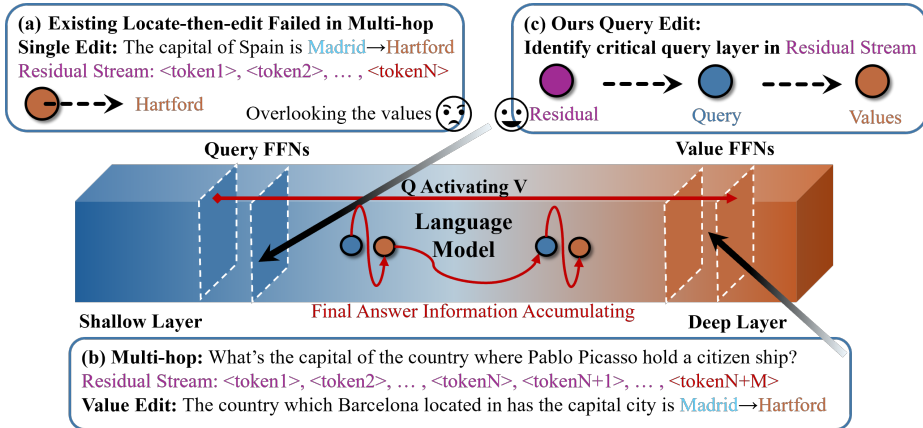 (a) Existing Locate-then-edit Failed in Multi-hop
Single Edit: The capital of Spain is Madrid→Hartford
Residual Stream: <token1>, <token2>, … , <tokenN>
Hartford
Overlooking the values
(c) Ours Query Edit:
Identify critical query layer in Residual Stream
Residual
Query
Values
Query FFNs
Value FFNs
Q Activating V
Language
Model
Final Answer Information Accumulating
Shallow Layer
Deep Layer
(b) Multi-hop: What's the capital of the country where Pablo Picasso hold a citizen ship?
Residual Stream: <token1>, <token2>, … , <tokenN>, <tokenN+1>, … , <tokenN+M>
Value Edit: The country which Barcelona located in has the capital city is Madrid→Hartford